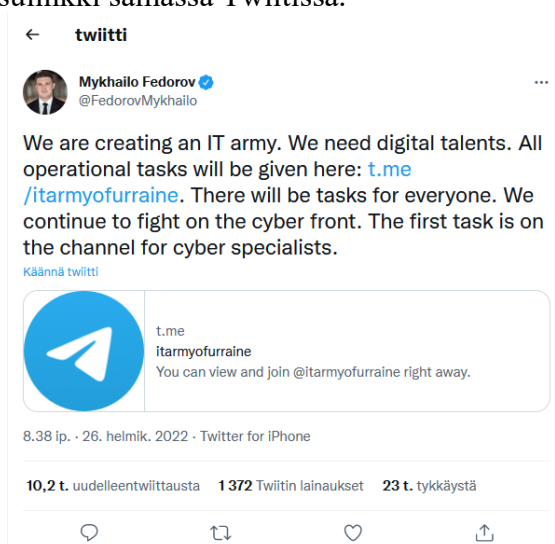 sulinkki samassa Twiitissä.
← twiitti
Mykhailo Fedorov
@FedorovMykhailo
We are creating an IT army. We need digital talents. All
operational tasks will be given here: t.me
/itarmyofurraine. There will be tasks for everyone. We
continue to fight on the cyber front. The first task is on
the channel for cyber specialists.
Käännä twiitti
t.me
itarmyofurraine
You can view and join @itarmyofurraine right away.
8.38 ip. · 26. helmik. 2022 · Twitter for iPhone
10,2 t. uudelleentwiittausta 1 372 Twiitin lainaukset 23 t. tykkäystä